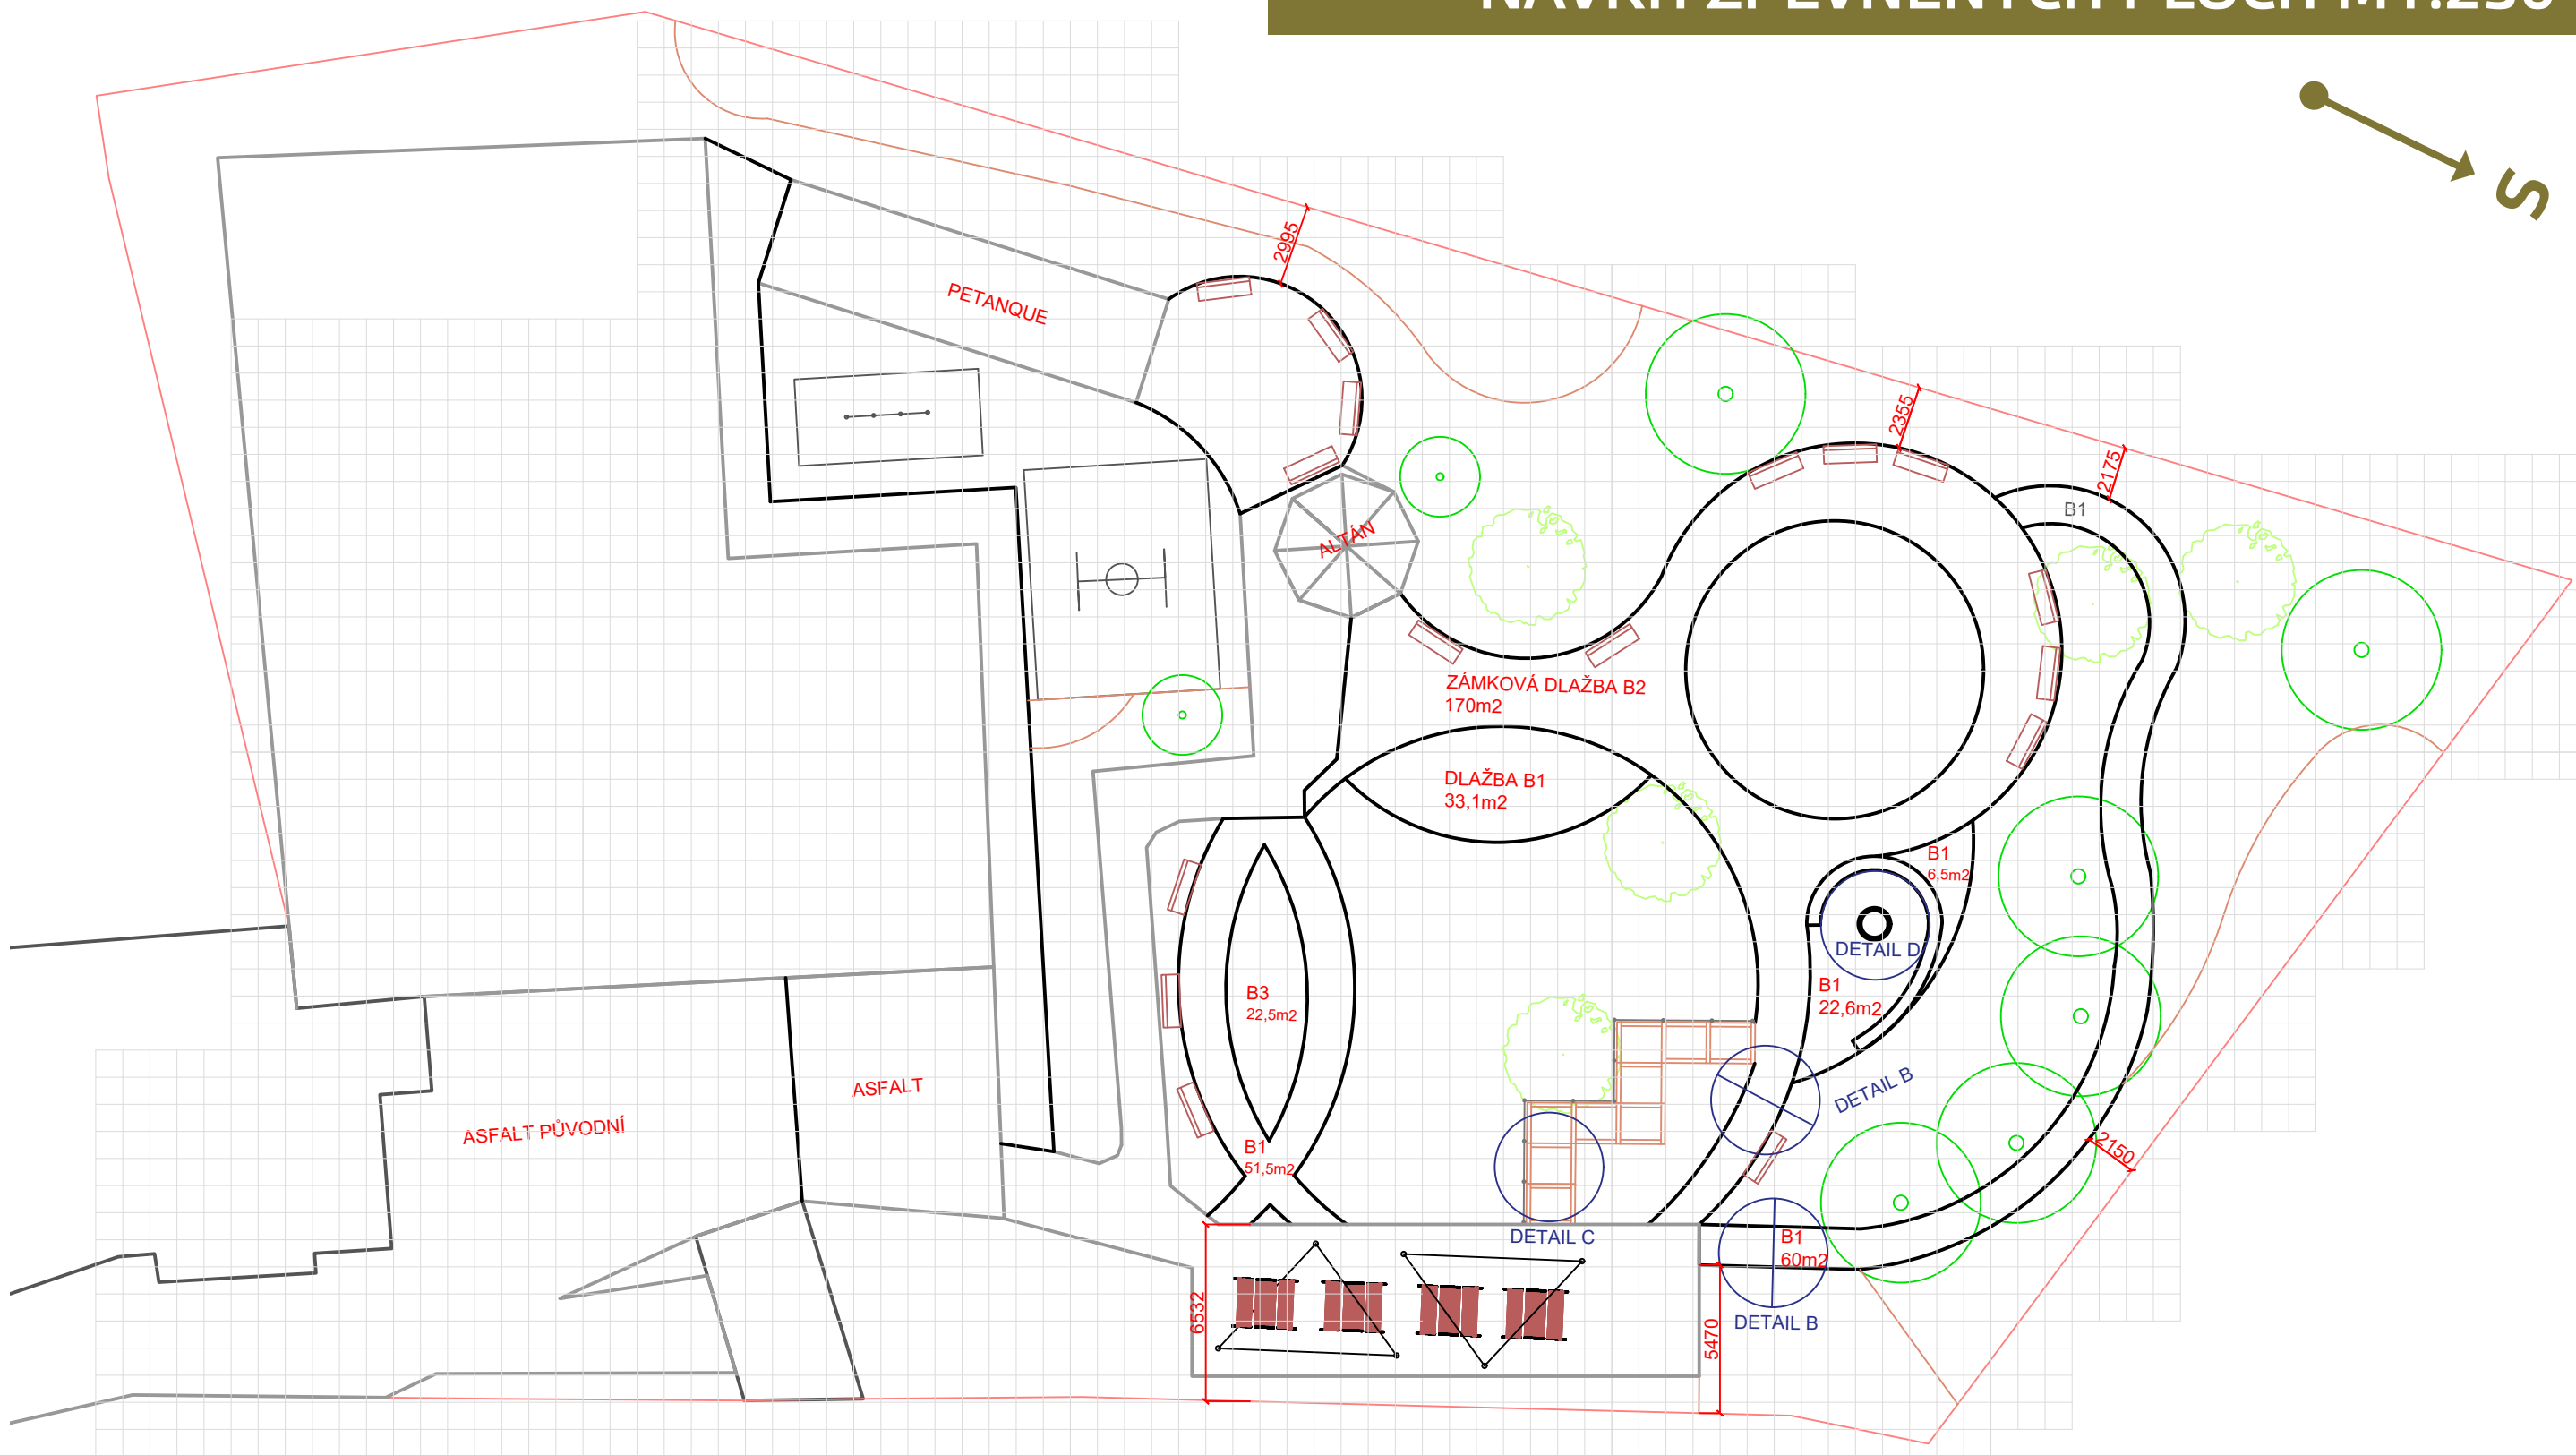 S
2995
PETANQUE
2355
2175
B1
ALTÁN
ZÁMKOVÁ DLAŽBA B2
170m2
DLAŽBA B1
33,1m2
B1
6,5m2
DETAIL D
B1
22,6m2
B3
22,5m2
ASFALT
DETAIL B
ASFALT PŮVODNÍ
B1
51,5m2
2150
DETAIL C
B1
60m2
6532
5470
DETAIL B